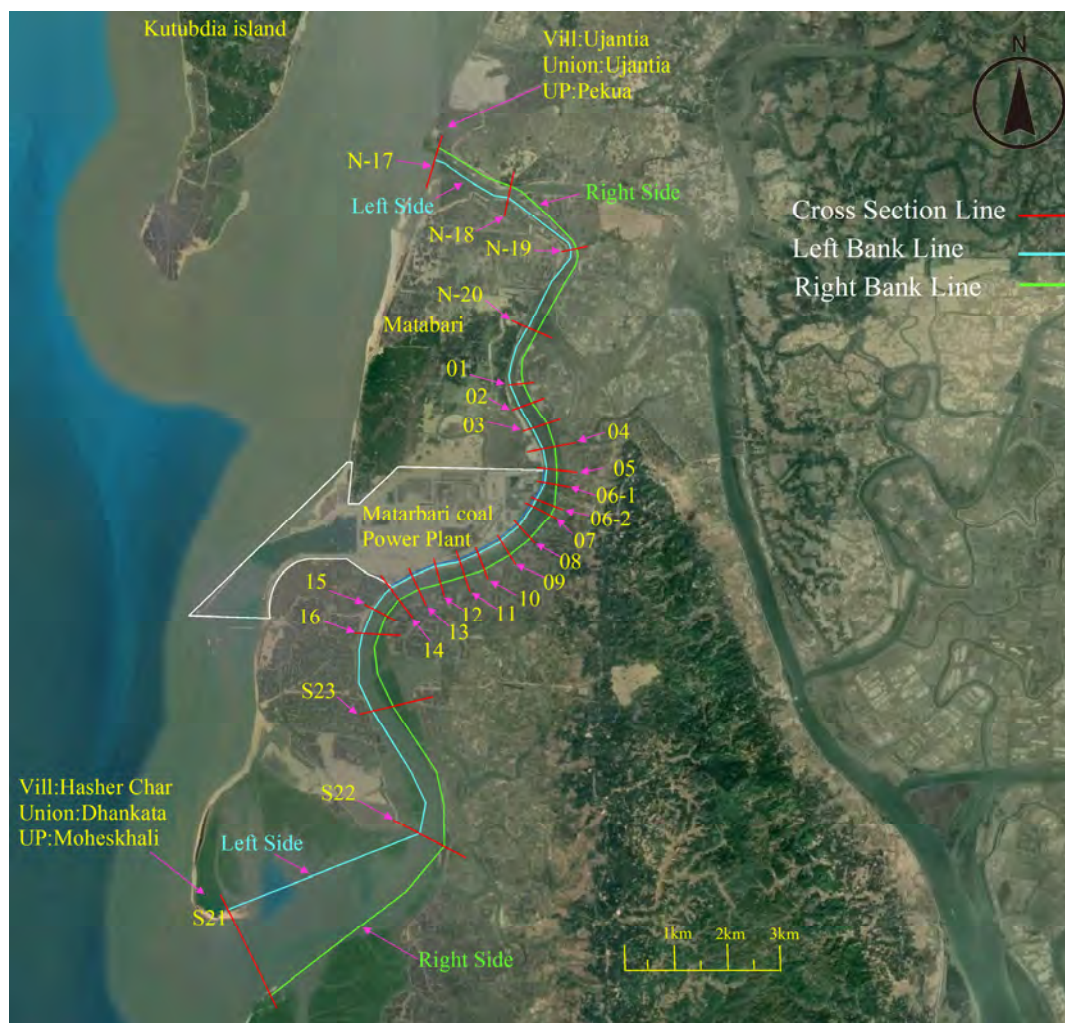 Kutubdia island
Vill:Ujantia
Union:Ujantia
UP:Pekua
N
N-17
Left Side
Right Side
N-18
N-19
Cross Section Line
Left Bank Line
Right Bank Line
N-20
Matabari
01
02
03
04
05
06-1
06-2
07
Matarbari coal
Power Plant
08
09
10
11
12
13
14
15
16
S23
S22
Vill:Hasher Char
Union:Dhankata
UP:Moheskhali
Left Side
S21
Right Side
1km
2km
3km